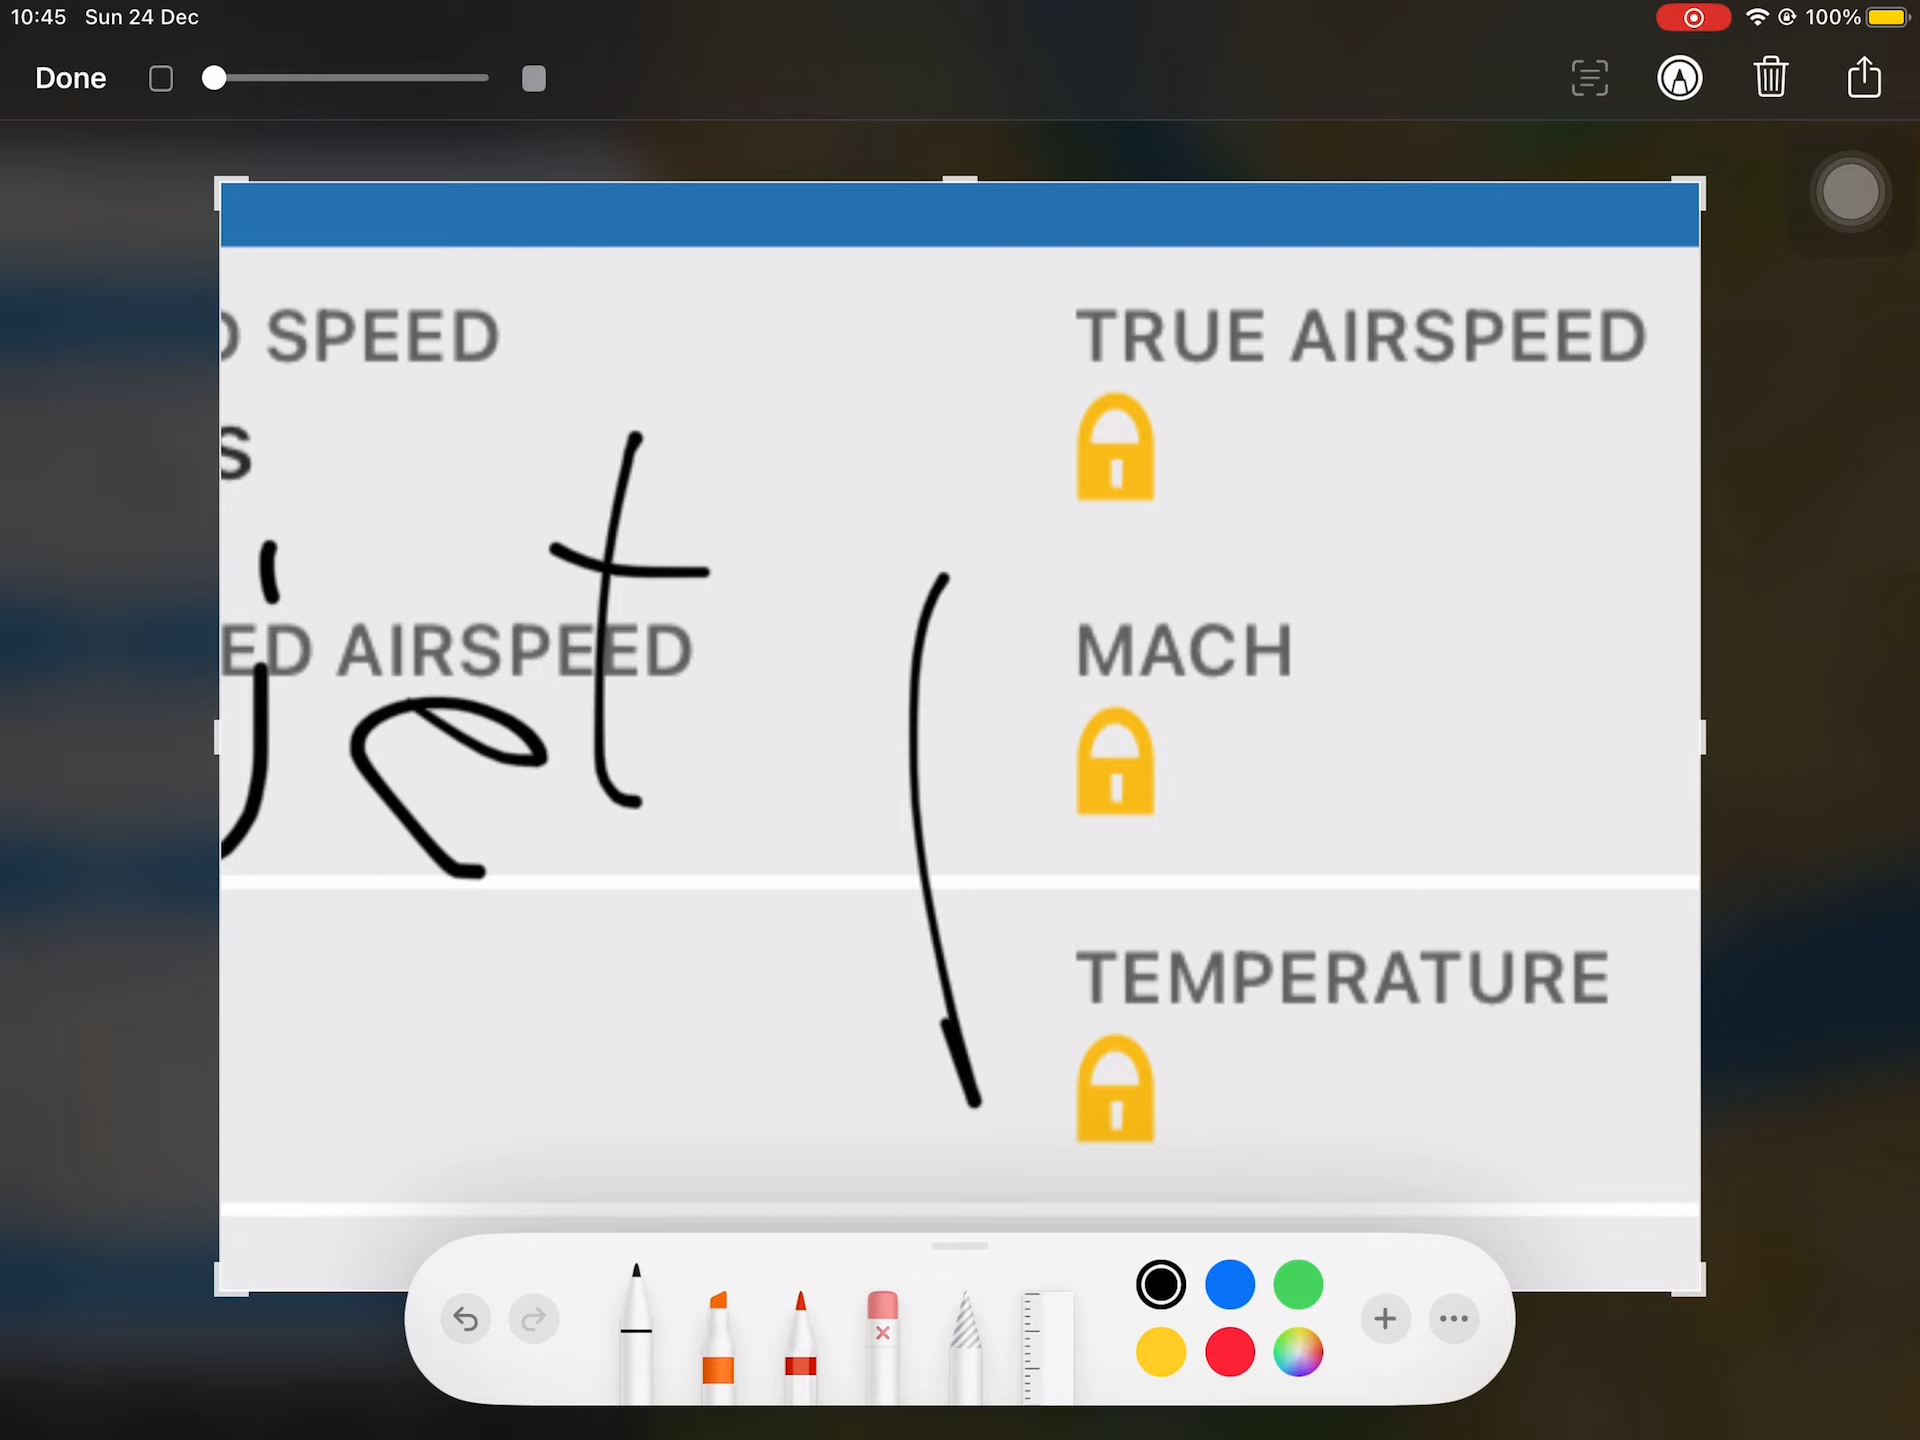 10:45 Sun 24 Dec 100%
Done
SPEED TRUE AIRSPEED
s
jet
ED AIRSPEED MACH
TEMPERATURE